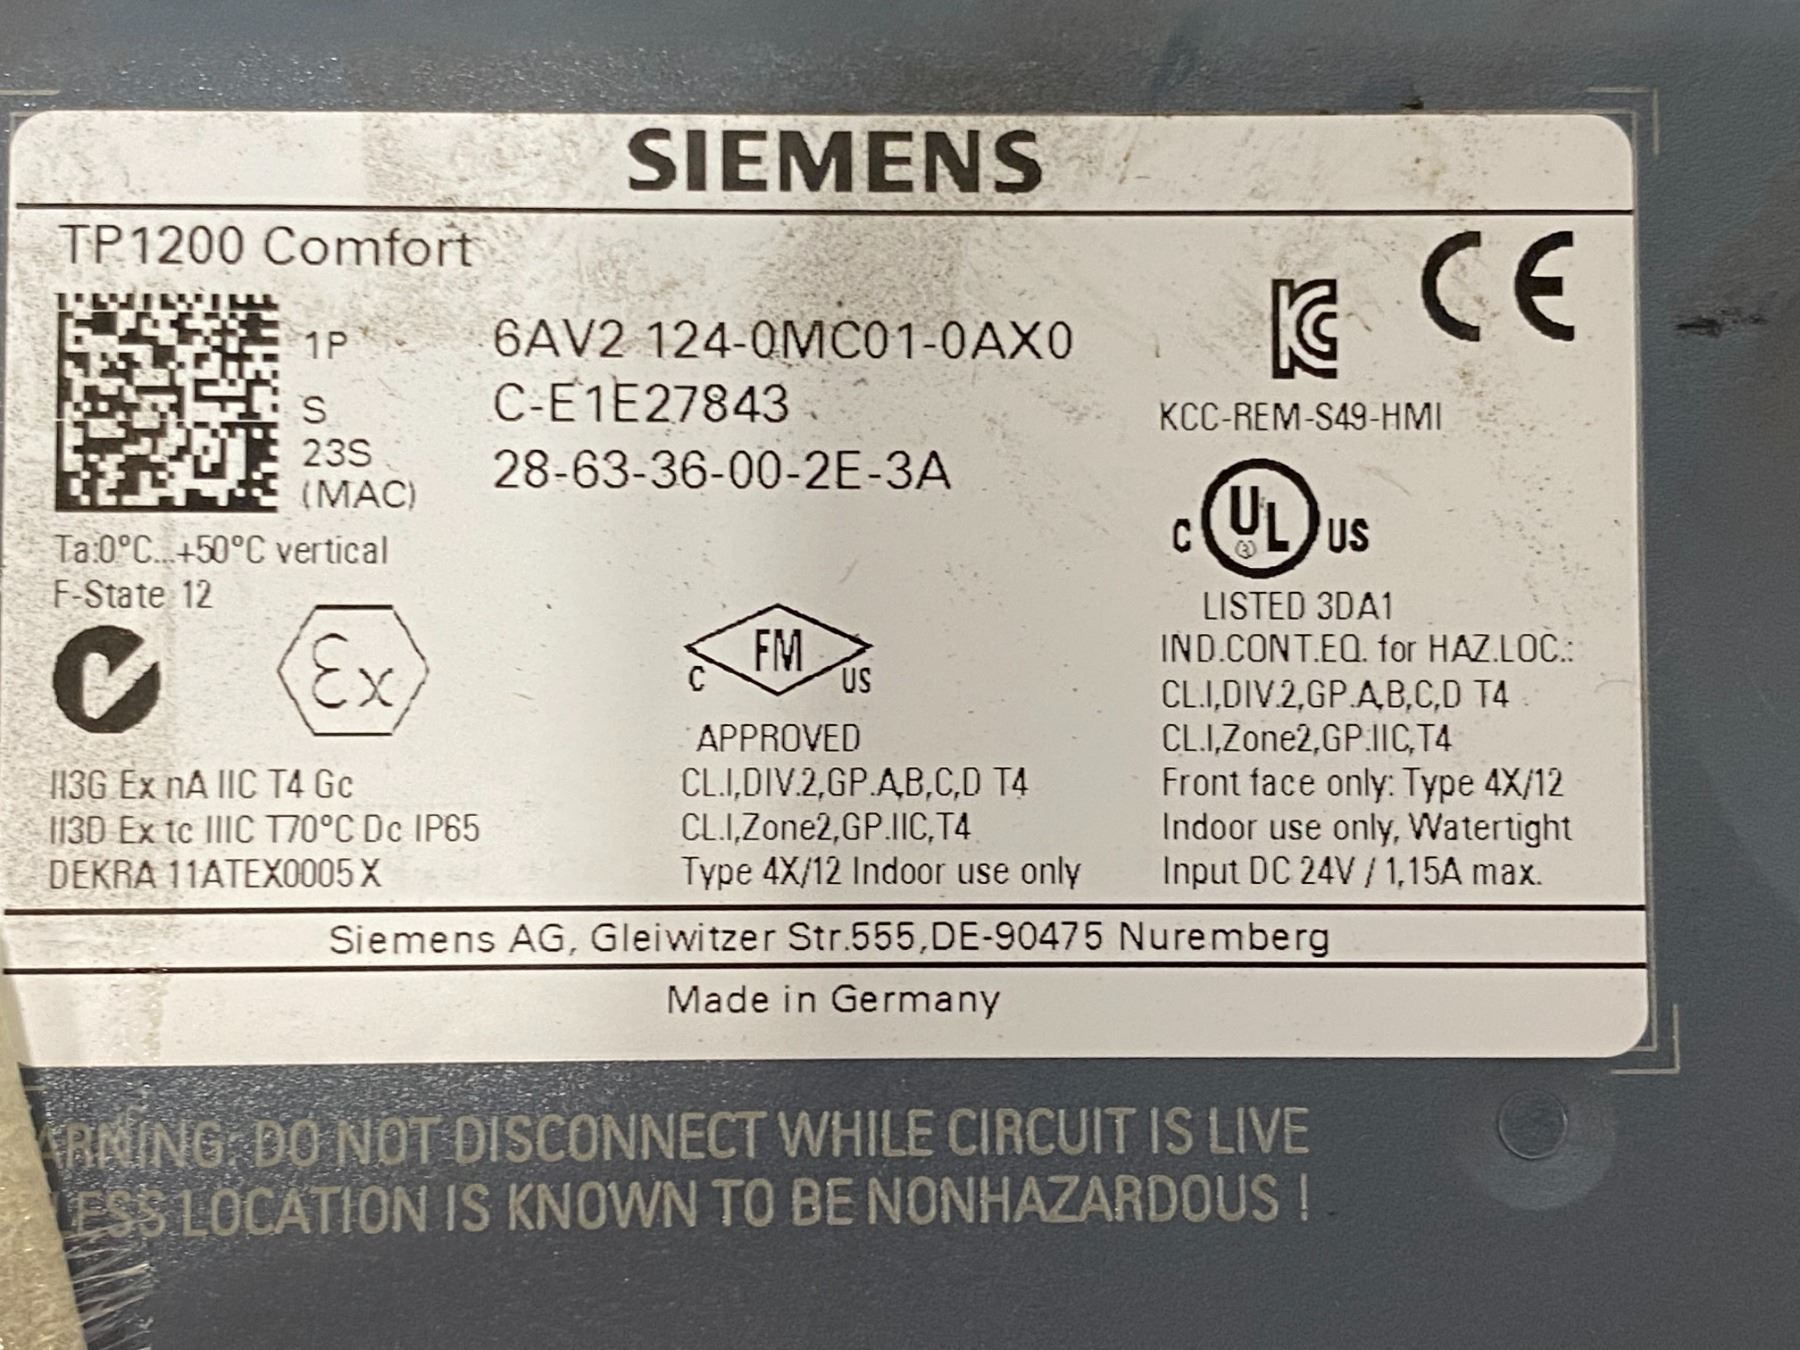 SIEMENS
TP1200 Comfort
1P 6AV2 124-0MC01-0AX0
S C-E1E27843
23S
(MAC) 28-63-36-00-2E-3A
Ta:0°C...+50°C vertical
F-State 12
Ex
II3G Ex nA IIC T4 Gc
II3D Ex tc IIIC T70°C Dc IP65
DEKRA 11ATEX0005 X
C FM US
APPROVED
CL.I,DIV.2,GP.A,B,C,D T4
CL.I,Zone2,GP.IIC,T4
Type 4X/12 Indoor use only
CE
KCC-REM-S49-HMI
C UL US
LISTED 3DA1
IND.CONT.EQ. for HAZ.LOC.:
CL.I,DIV.2,GP.A,B,C,D T4
CL.I,Zone2,GP.IIC,T4
Front face only: Type 4X/12
Indoor use only, Watertight
Input DC 24V / 1,15A max.
Siemens AG, Gleiwitzer Str.555,DE-90475 Nuremberg
Made in Germany
ARNING: DO NOT DISCONNECT WHILE CIRCUIT IS LIVE
LESS LOCATION IS KNOWN TO BE NONHAZARDOUS !